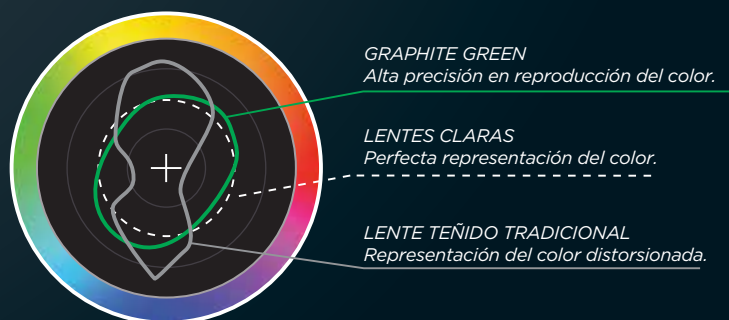 GRAPHITE GREEN
Alta precisión en reproducción del color.
LENTES CLARAS
Perfecta representación del color.
LENTE TEÑIDO TRADICIONAL
Representación del color distorsionada.